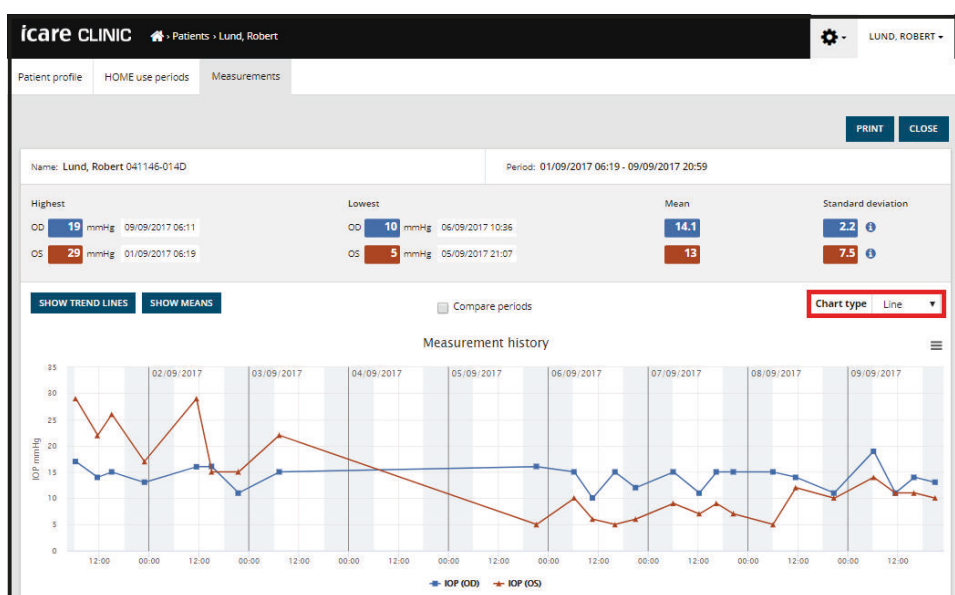 icare CLINIC › Patients › Lund, Robert LUND, ROBERT
Patient profile HOME use periods Measurements
PRINT CLOSE
Name: Lund, Robert 041146-014D Period: 01/09/2017 06:19 - 09/09/2017 20:59
Highest Lowest Mean Standard deviation
OD 19 mmHg 09/09/2017 06:11 OD 10 mmHg 06/09/2017 10:36 14.1 2.2
OS 29 mmHg 01/09/2017 06:19 OS 5 mmHg 05/09/2017 21:07 13 7.5
SHOW TREND LINES SHOW MEANS Compare periods Chart type Line
Measurement history
35
02/09/2017 03/09/2017 04/09/2017 05/09/2017 06/09/2017 07/09/2017 08/09/2017 09/09/2017
30
25
20
IOP mmHg
15
10
5
0
12:00 00:00 12:00 00:00 12:00 00:00 12:00 00:00 12:00 00:00 12:00 00:00 12:00 00:00 12:00 00:00 12:00
IOP (OD) IOP (OS)